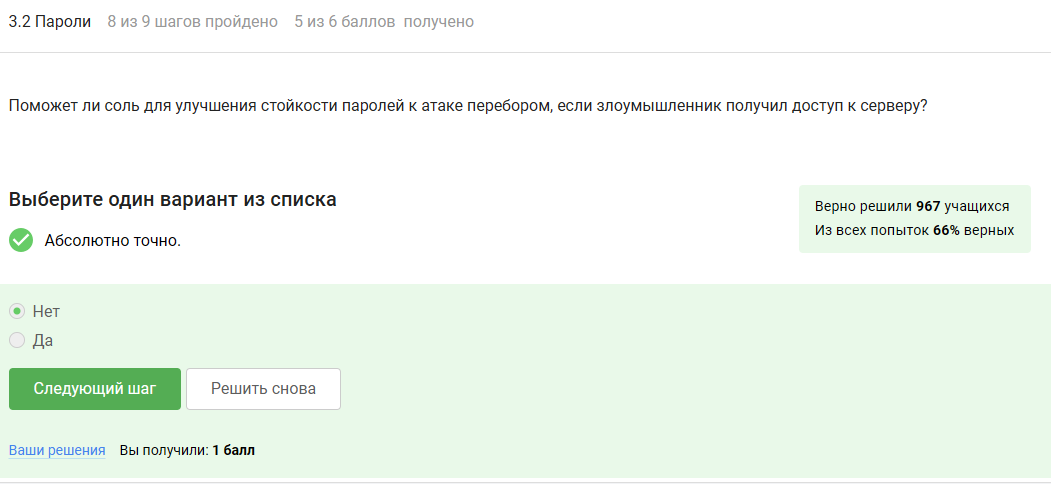 3.2 Пароли 8 из 9 шагов пройдено 5 из 6 баллов получено
Поможет ли соль для улучшения стойкости паролей к атаке перебором, если злоумышленник получил доступ к серверу?
Выберите один вариант из списка
Верно решили 967 учащихся
Из всех попыток 66% верных
Абсолютно точно.
Нет
Да
Следующий шаг Решить снова
Ваши решения Вы получили: 1 балл